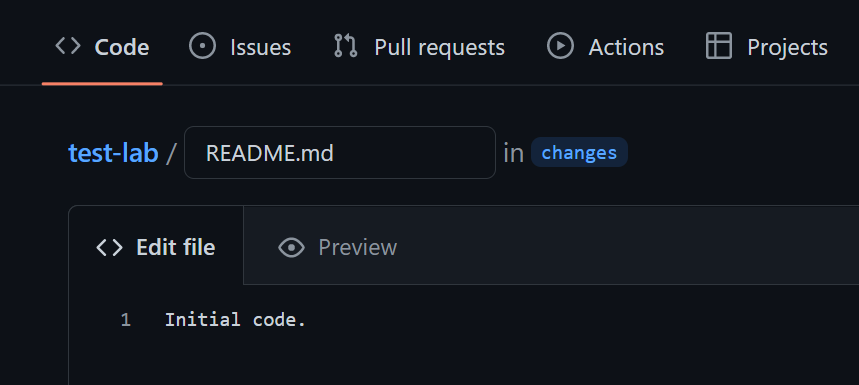 Code Issues Pull requests Actions Projects
test-lab / README.md in changes
Edit file Preview
1 Initial code.